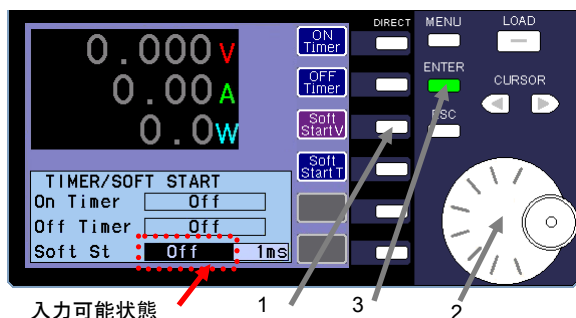 DIRECT
MENU
LOAD
0.000V
ON
Timer
ENTER
0.00A
OFF
Timer
CURSOR
0.0W
Soft
StartV
ESC
Soft
Start T
TIMER/SOFT START
On Timer Off
Off Timer Off
Soft St Off 1ms
入力可能状態
1
3
2